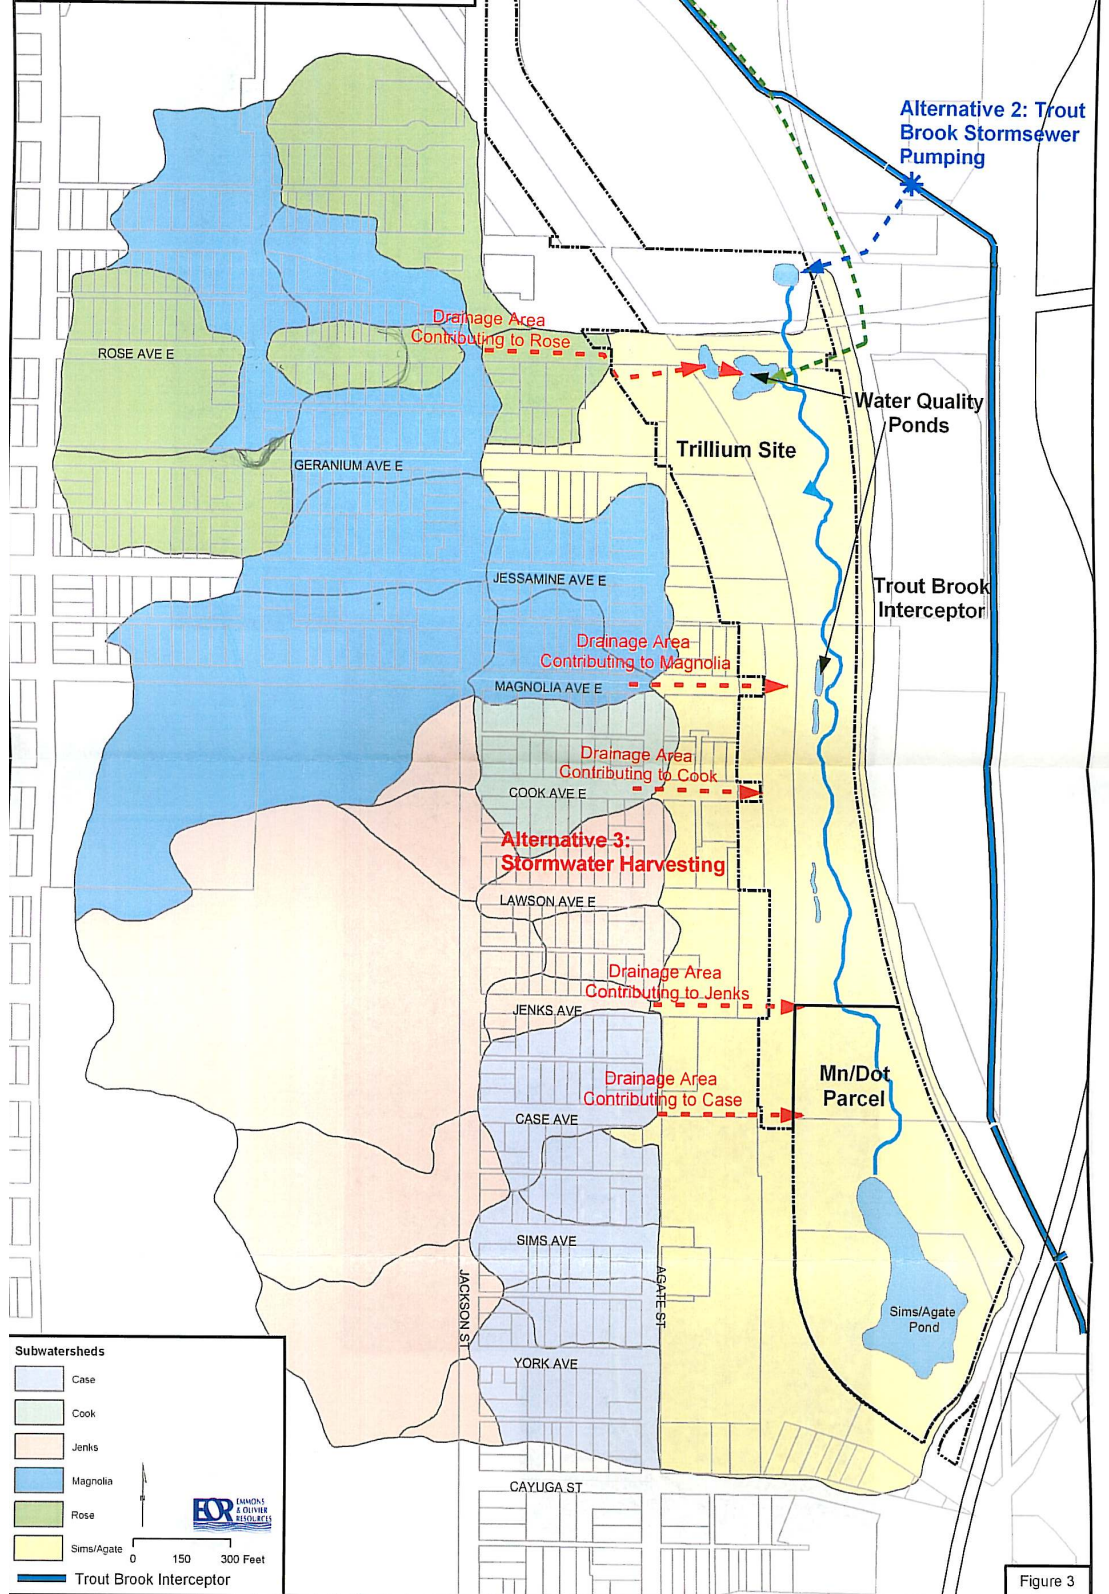 Alternative 2: Trout
Brook Stormsewer
Pumping
Drainage Area
Contributing to Rose
ROSE AVE E
Water Quality
Ponds
Trillium Site
GERANIUM AVE E
JESSAMINE AVE E
Trout Brook
Interceptor
Drainage Area
Contributing to Magnolia
MAGNOLIA AVE E
Drainage Area
Contributing to Cook
COOK AVE E
Alternative 3:
Stormwater Harvesting
LAWSON AVE E
Drainage Area
Contributing to Jenks
JENKS AVE
Mn/Dot
Parcel
Drainage Area
Contributing to Case
CASE AVE
SIMS AVE
JACKSON ST
AGATE ST
Sims/Agate
Pond
YORK AVE
CAYUGA ST
Subwatersheds
Case
Cook
Jenks
Magnolia
Rose
Sims/Agate
EOR EMMONS
& OLIVIER
RESOURCES
0 150 300 Feet
Trout Brook Interceptor
Figure 3